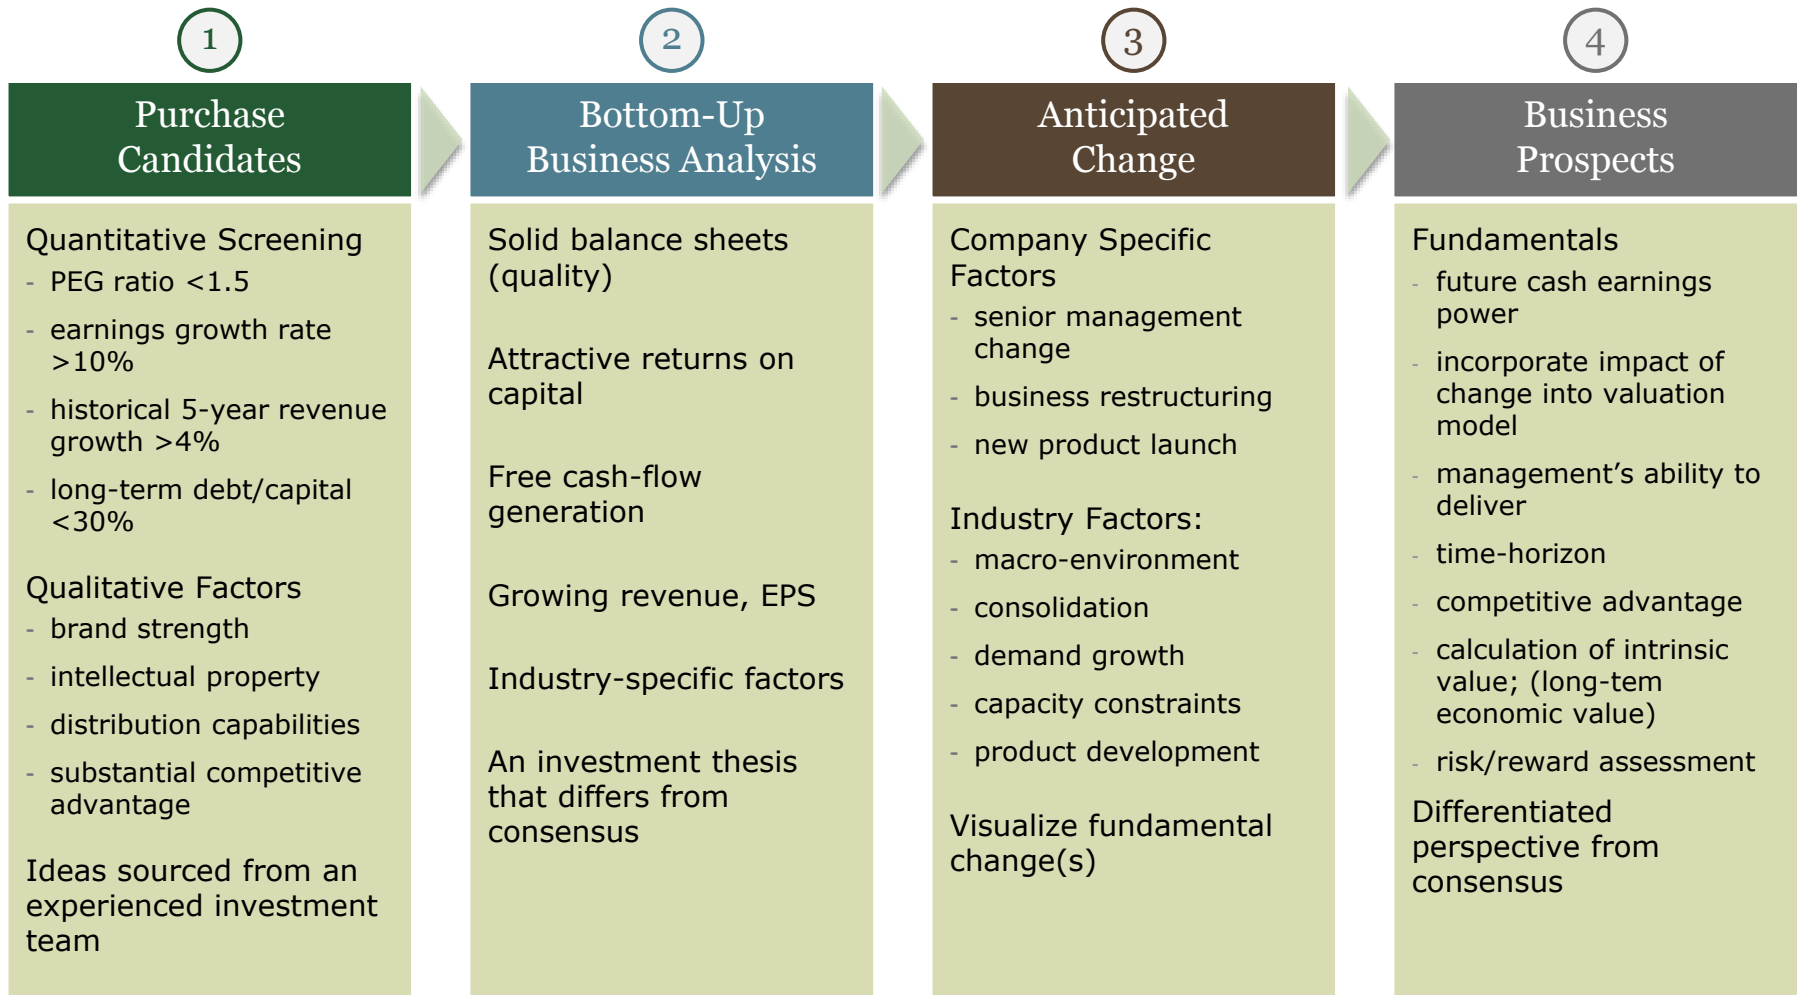 1
Purchase
Candidates
Quantitative Screening
- PEG ratio <1.5
- earnings growth rate
>10%
- historical 5-year revenue
growth >4%
- long-term debt/capital
<30%
Qualitative Factors
- brand strength
- intellectual property
- distribution capabilities
- substantial competitive
advantage
Ideas sourced from an
experienced investment
team
2
Bottom-Up
Business Analysis
Solid balance sheets
(quality)
Attractive returns on
capital
Free cash-flow
generation
Growing revenue, EPS
Industry-specific factors
An investment thesis
that differs from
consensus
3
Anticipated
Change
Company Specific
Factors
- senior management
change
- business restructuring
- new product launch
Industry Factors:
- macro-environment
- consolidation
- demand growth
- capacity constraints
- product development
Visualize fundamental
change(s)
4
Business
Prospects
Fundamentals
- future cash earnings
power
- incorporate impact of
change into valuation
model
- management’s ability to
deliver
- time-horizon
- competitive advantage
- calculation of intrinsic
value; (long-tem
economic value)
- risk/reward assessment
Differentiated
perspective from
consensus